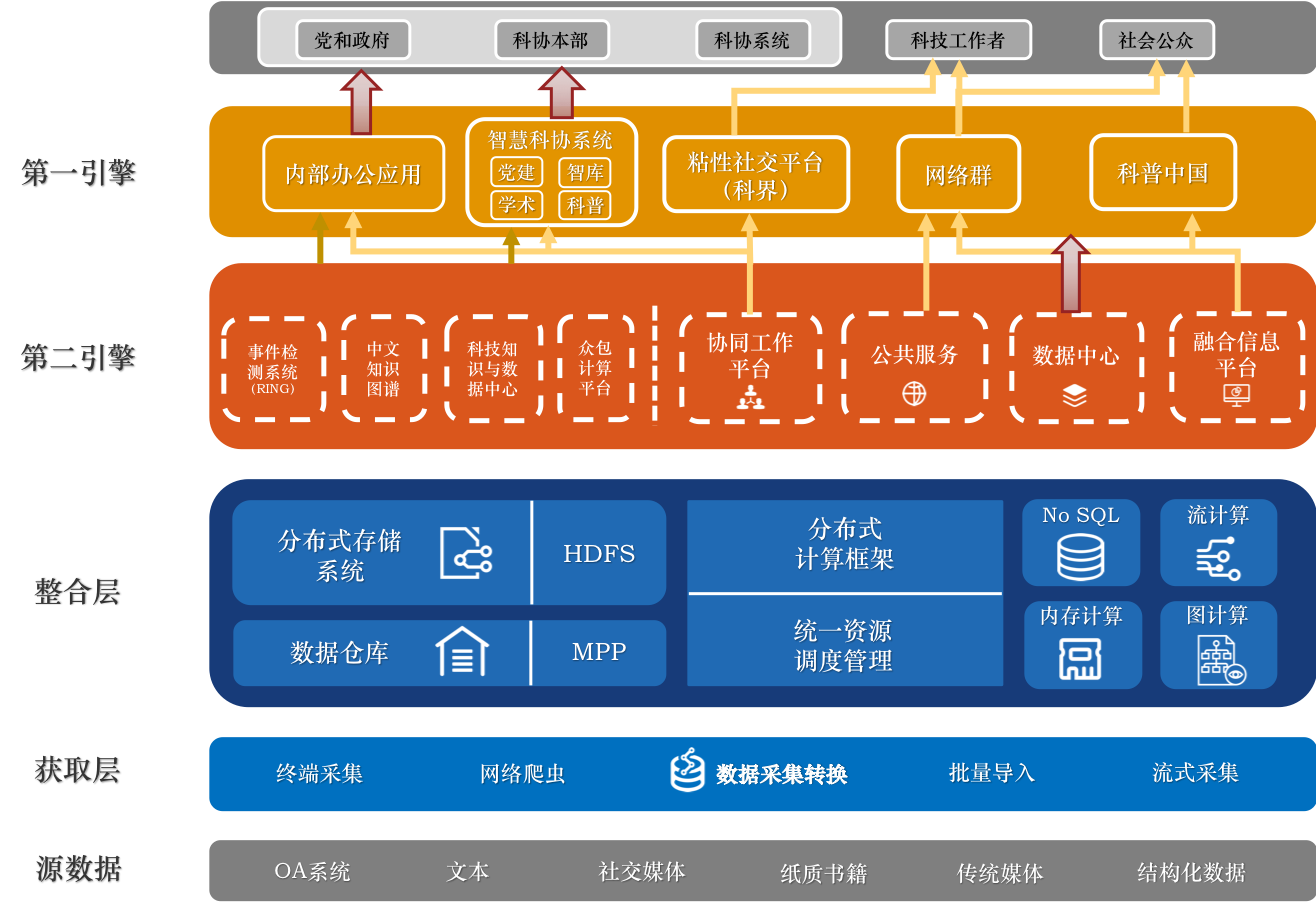 党和政府
科协本部
科协系统
科技工作者
社会公众
第一引擎
内部办公应用
智慧科协系统
党建
智库
学术
科普
粘性社交平台
（科界）
网络群
科普中国
第二引擎
事件检
测系统
(RING)
中文
知识
图谱
科技知
识与数
据中心
众包
计算
平台
协同工作
平台
公共服务
数据中心
融合信息
平台
整合层
分布式存储
系统
HDFS
数据仓库
MPP
分布式
计算框架
统一资源
调度管理
No SQL
流计算
内存计算
图计算
获取层
终端采集
网络爬虫
数据采集转换
批量导入
流式采集
源数据
OA系统
文本
社交媒体
纸质书籍
传统媒体
结构化数据